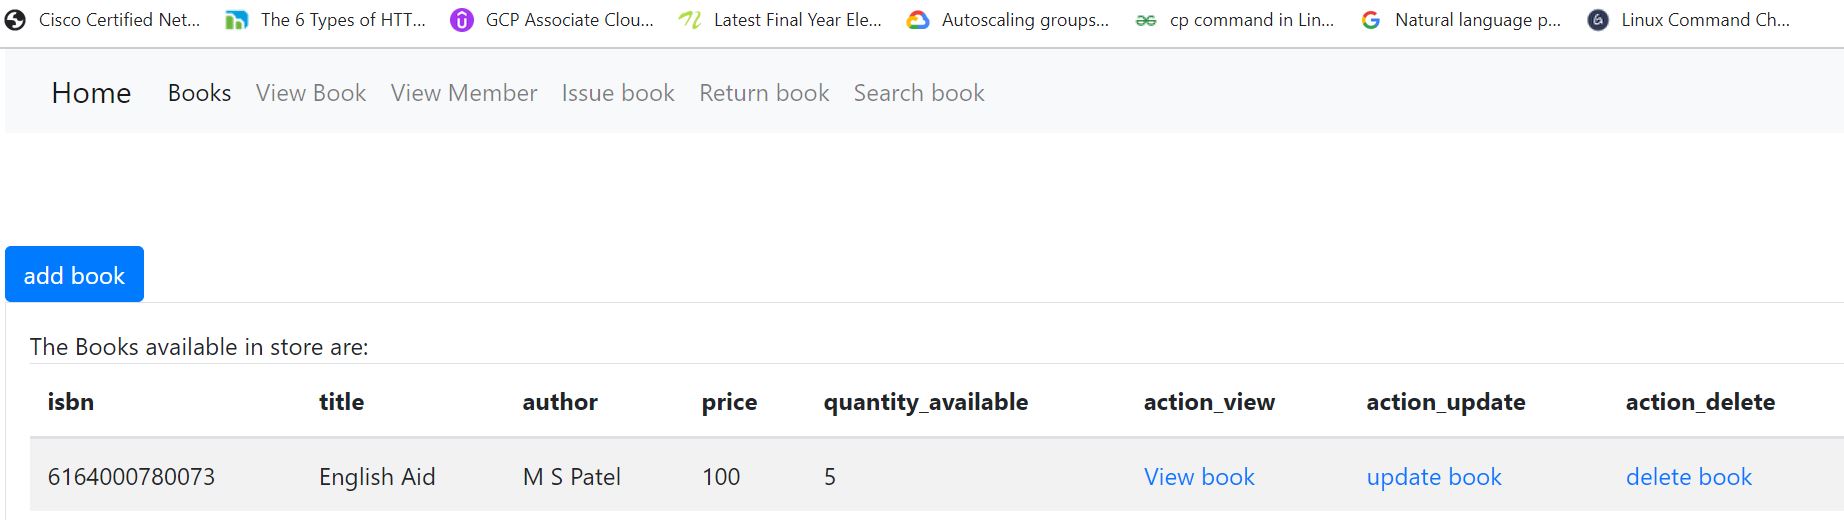 Cisco Certified Net... The 6 Types of HTT... GCP Associate Clou... Latest Final Year Ele... Autoscaling groups... cp command in Lin... Natural language p... Linux Command Ch...
Home Books View Book View Member Issue book Return book Search book
add book
The Books available in store are:
isbn title author price quantity_available action_view action_update action_delete
6164000780073 English Aid M S Patel 100 5 View book update book delete book